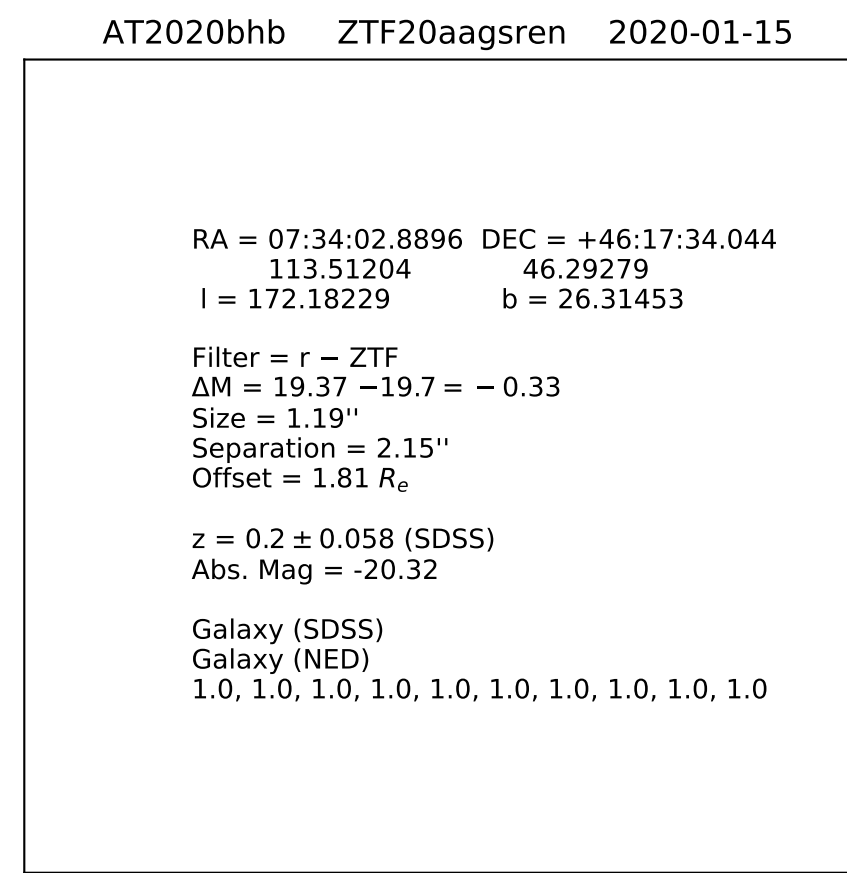 AT2020bhb ZTF20aagsren 2020-01-15
RA = 07:34:02.8896 DEC = +46:17:34.044
113.51204 46.29279
l = 172.18229 b = 26.31453
Filter = r − ZTF
ΔM = 19.37 −19.7 = − 0.33
Size = 1.19''
Separation = 2.15''
Offset = 1.81 Rₑ
z = 0.2 ± 0.058 (SDSS)
Abs. Mag = -20.32
Galaxy (SDSS)
Galaxy (NED)
1.0, 1.0, 1.0, 1.0, 1.0, 1.0, 1.0, 1.0, 1.0, 1.0